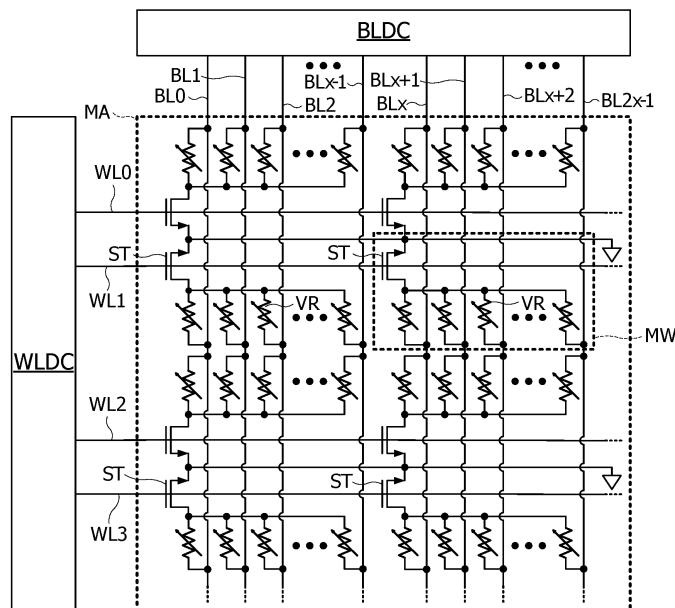 BLDC
BL1
BLx-1
BLx+1
BL0
BL2
BLx
BLx+2
BL2x-1
MA
WL0
ST
ST
WL1
VR
VR
MW
WLDC
WL2
ST
ST
WL3